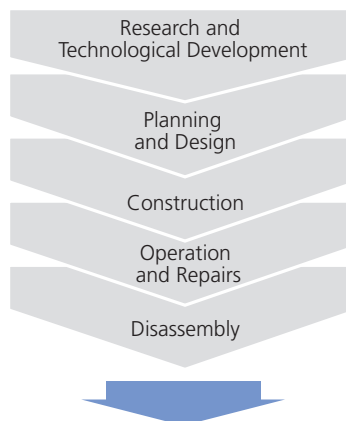 Research and
Technological Development
Planning
and Design
Construction
Operation
and Repairs
Disassembly